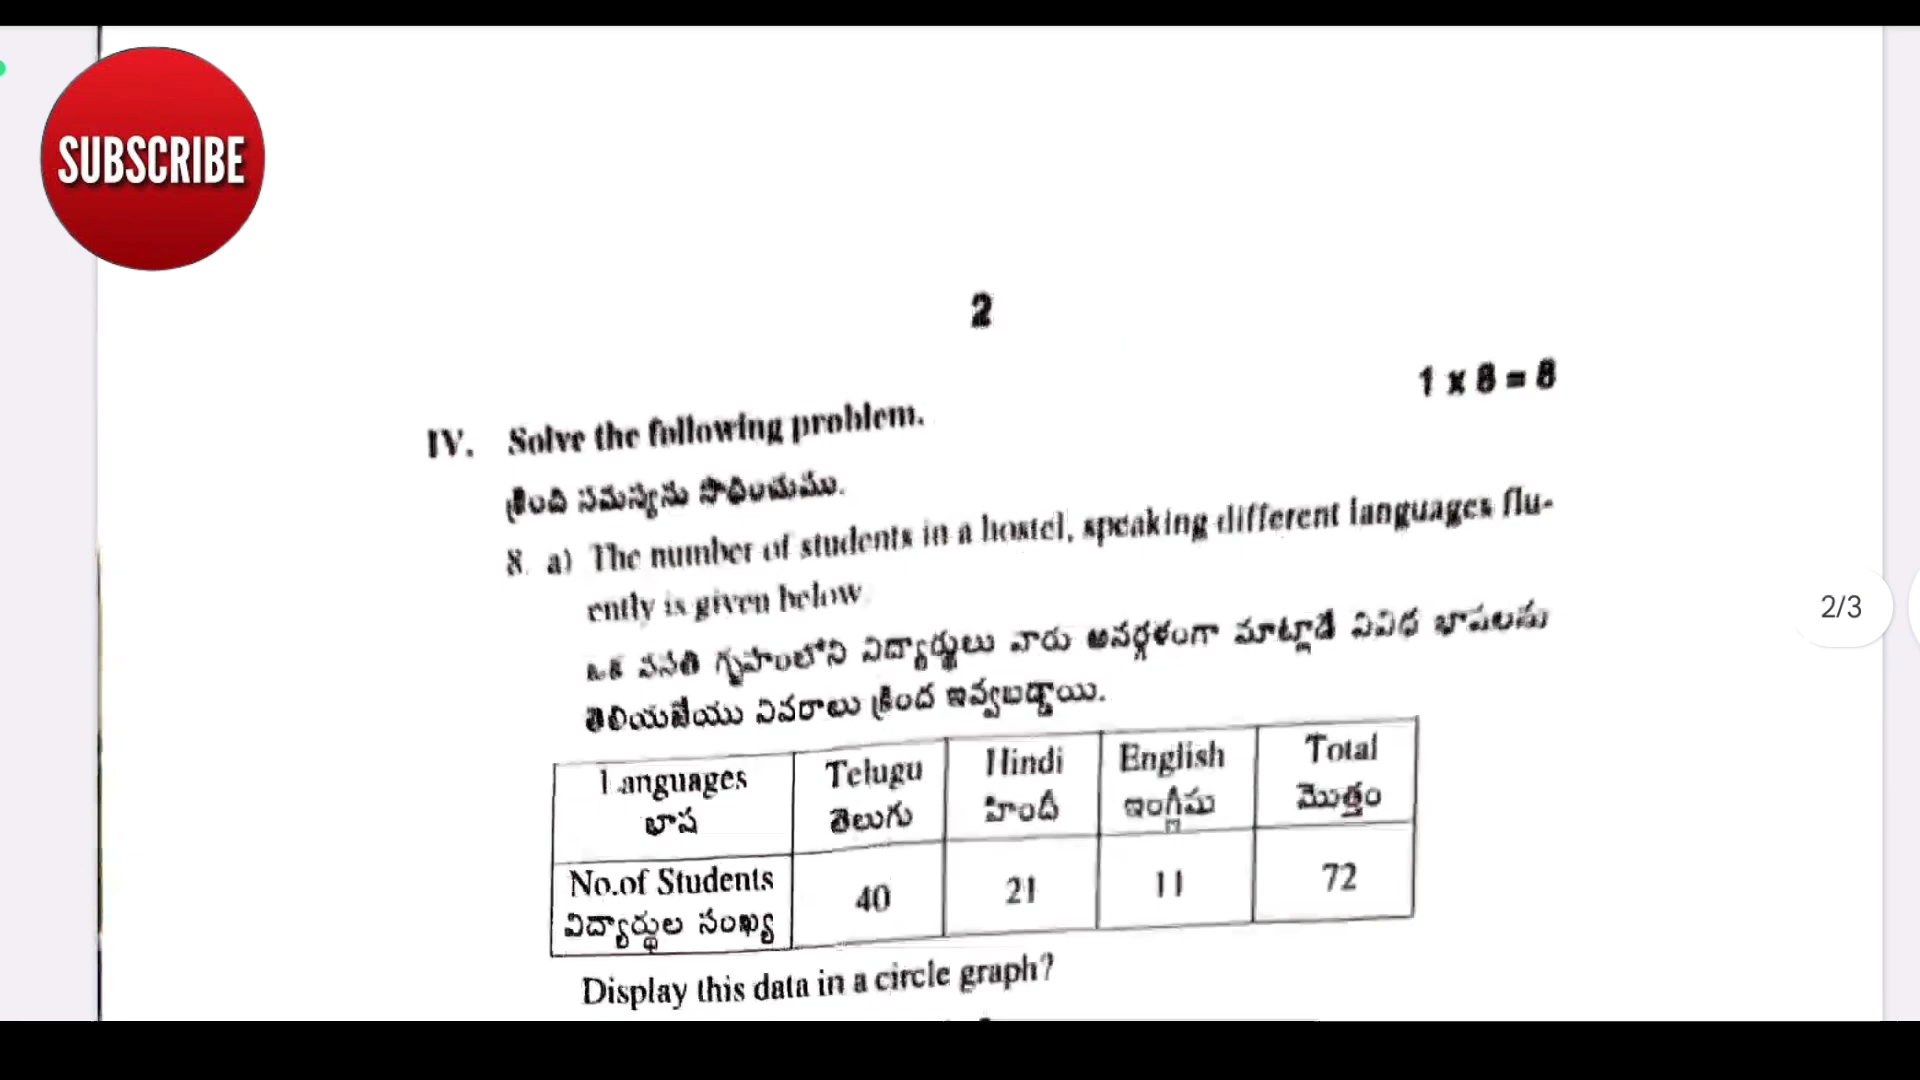 SUBSCRIBE
2
1 x 8 = 8
IV. Solve the following problem.
క్రింది సమస్యను సాధించుము.
8. a) The number of students in a hostel, speaking different languages flu-
ently is given below
ఒక వసతి గృహంలోని విద్యార్థులు వారు అనర్గళంగా మాట్లాడే వివిధ భాషలను
తెలియజేయు వివరాలు క్రింద ఇవ్వబడ్డాయి.
Languages Telugu Hindi English Total
భాష తెలుగు హిందీ ఇంగ్లీషు మొత్తం
No.of Students 40 21 11 72
విద్యార్థుల సంఖ్య
Display this data in a circle graph?
2/3